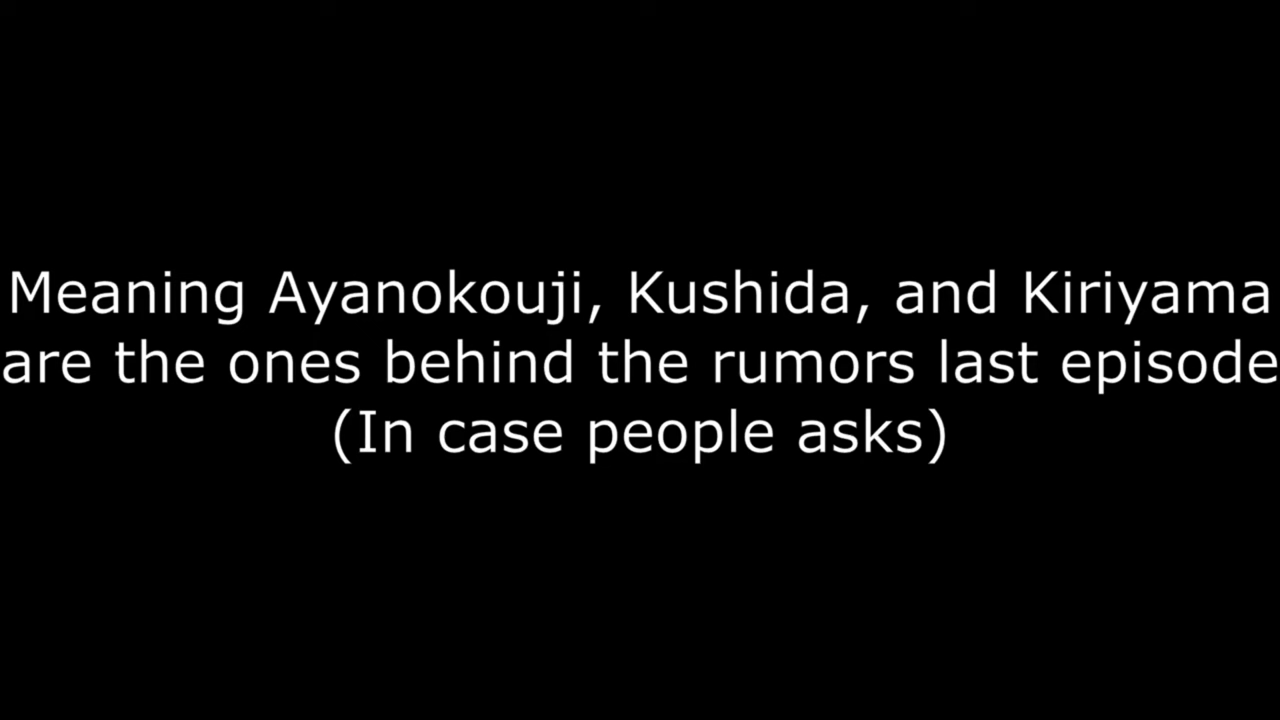 Meaning Ayanokouji, Kushida, and Kiriyama
are the ones behind the rumors last episode
(In case people asks)